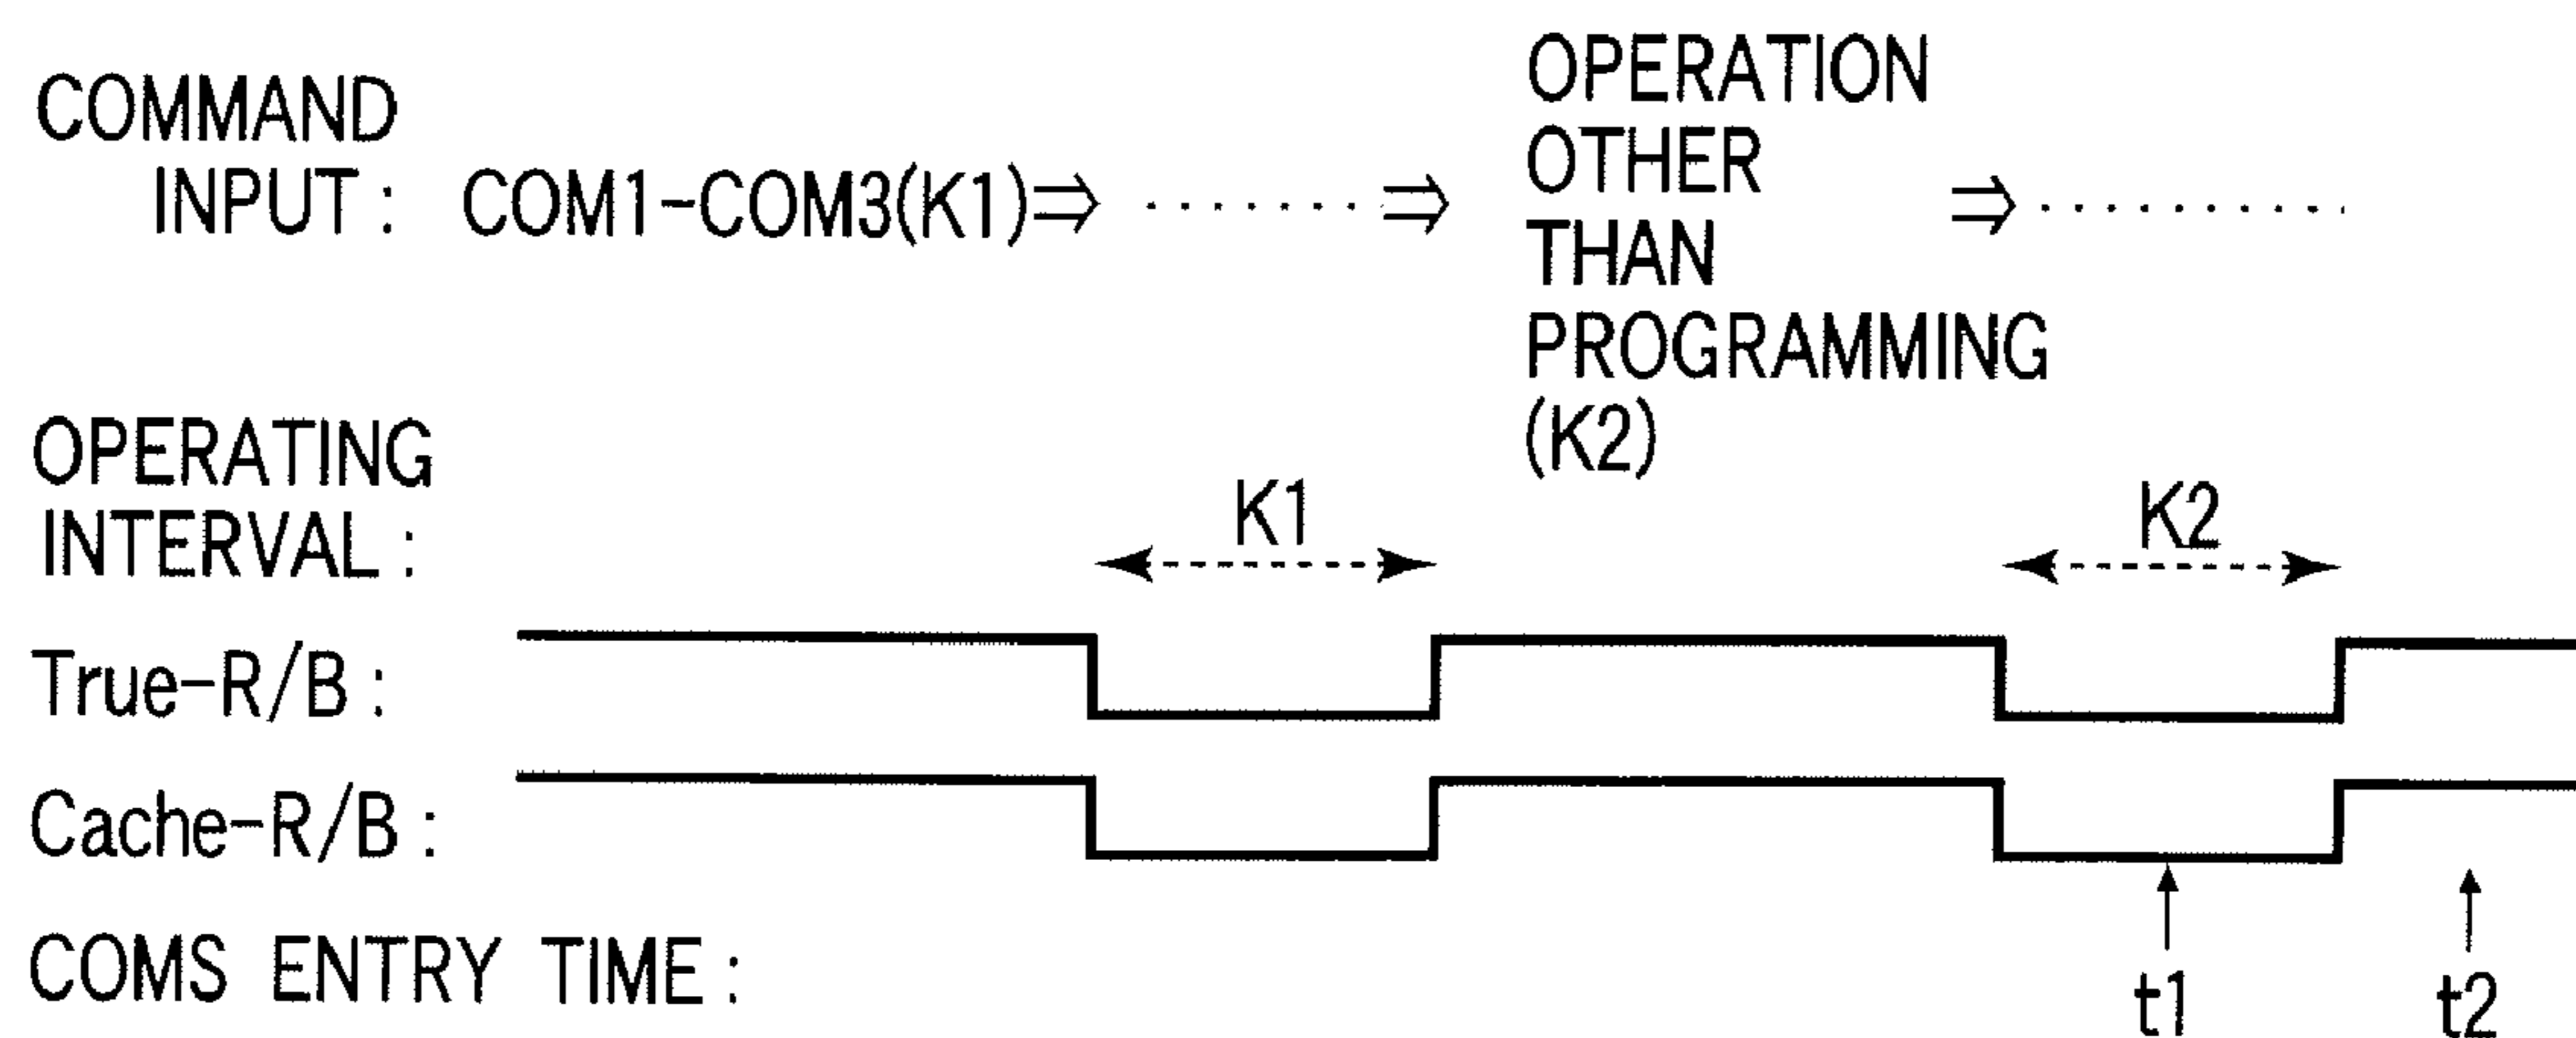 COMMAND
INPUT : COM1-COM3(K1)⇒ ·······⇒
OPERATION
OTHER
THAN
PROGRAMMING
(K2)
⇒··········
OPERATING
INTERVAL :
K1
K2
True-R/B :
Cache-R/B :
COMS ENTRY TIME :
t1
t2